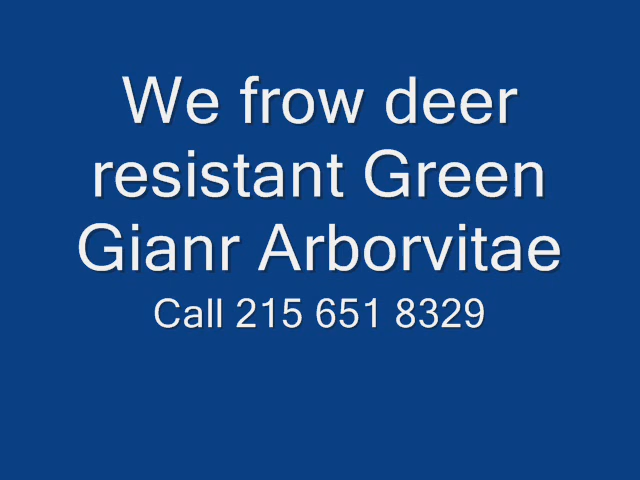 We frow deer
resistant Green
Gianr Arborvitae
Call 215 651 8329